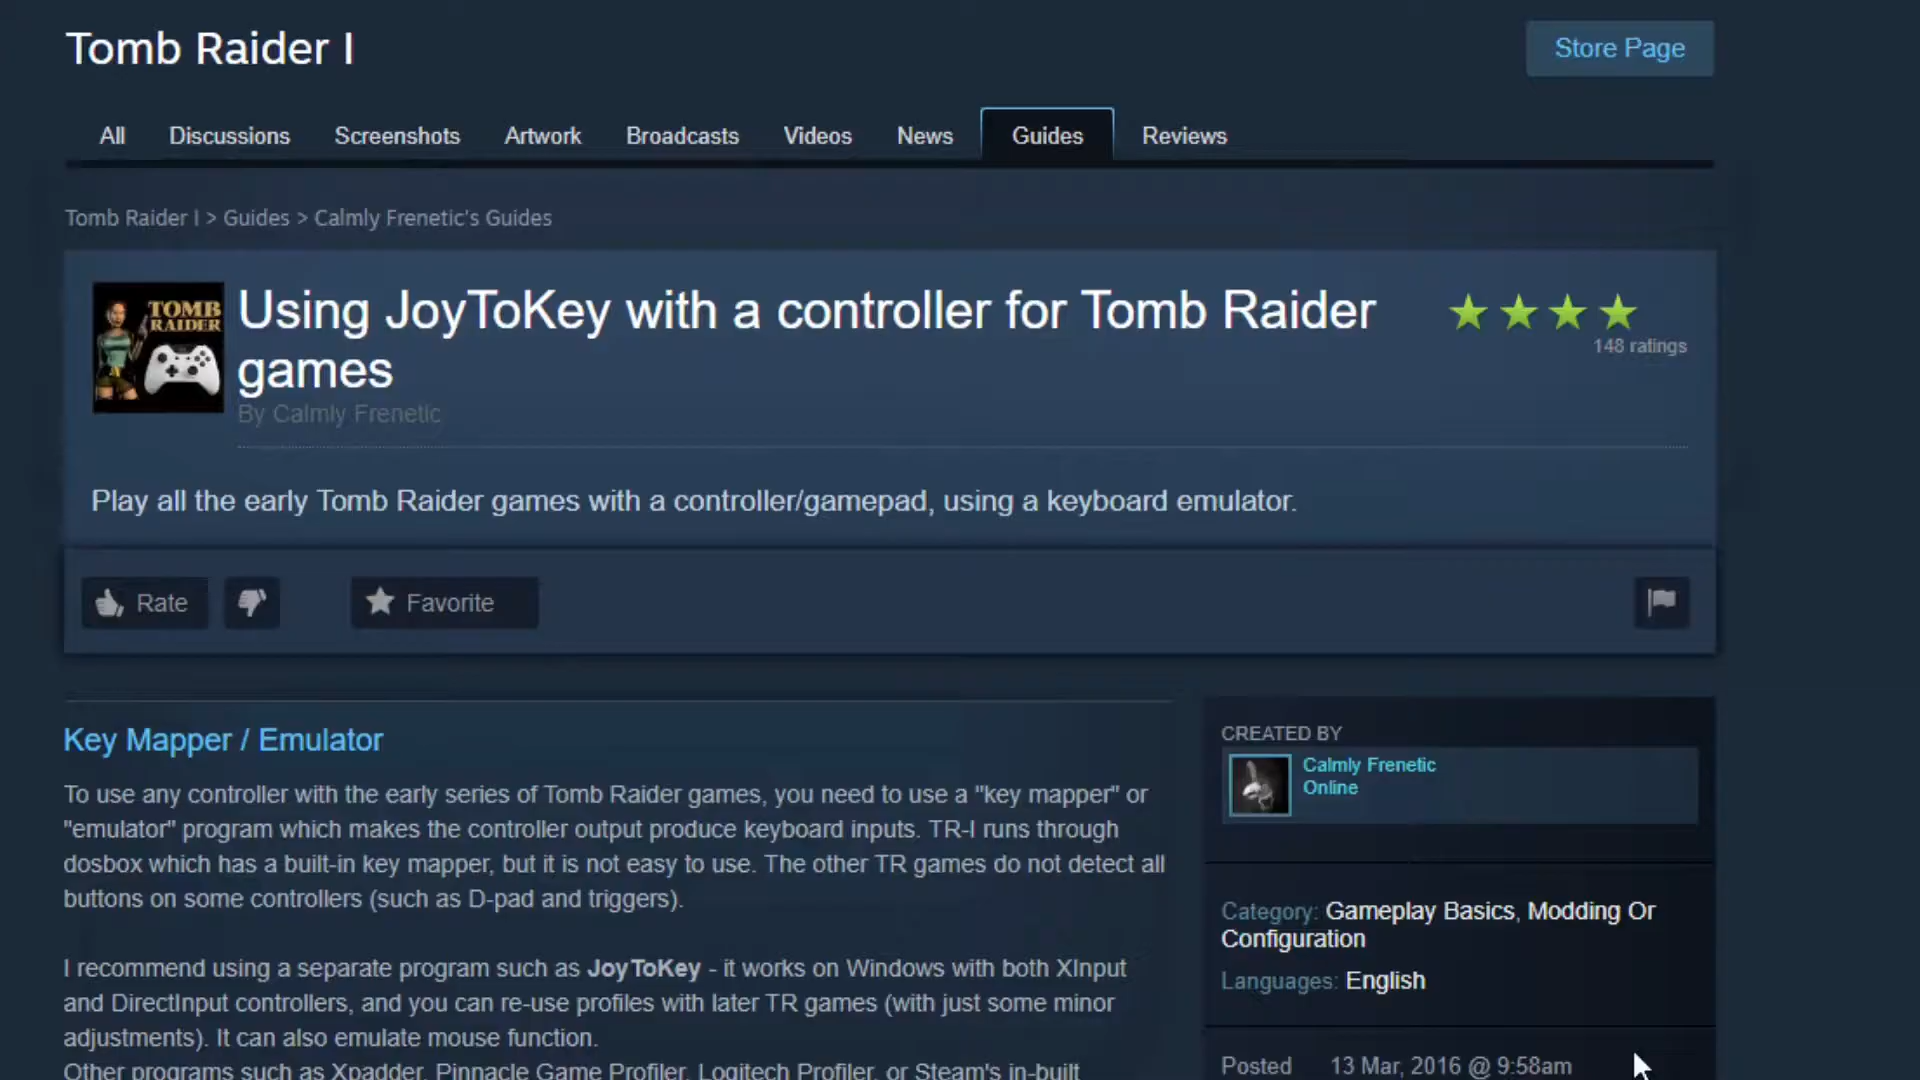 Tomb Raider I
Store Page
All Discussions Screenshots Artwork Broadcasts Videos News Guides Reviews
Tomb Raider I > Guides > Calmly Frenetic's Guides
TOMB
RAIDER
Using JoyToKey with a controller for Tomb Raider
games
148 ratings
By Calmly Frenetic
Play all the early Tomb Raider games with a controller/gamepad, using a keyboard emulator.
Rate Favorite
Key Mapper / Emulator
To use any controller with the early series of Tomb Raider games, you need to use a "key mapper" or
"emulator" program which makes the controller output produce keyboard inputs. TR-I runs through
dosbox which has a built-in key mapper, but it is not easy to use. The other TR games do not detect all
buttons on some controllers (such as D-pad and triggers).
I recommend using a separate program such as JoyToKey - it works on Windows with both XInput
and DirectInput controllers, and you can re-use profiles with later TR games (with just some minor
adjustments). It can also emulate mouse function.
Other programs such as Xpadder, Pinnacle Game Profiler, Logitech Profiler, or Steam's in-built
CREATED BY
Calmly Frenetic
Online
Category: Gameplay Basics, Modding Or
Configuration
Languages: English
Posted 13 Mar, 2016 @ 9:58am